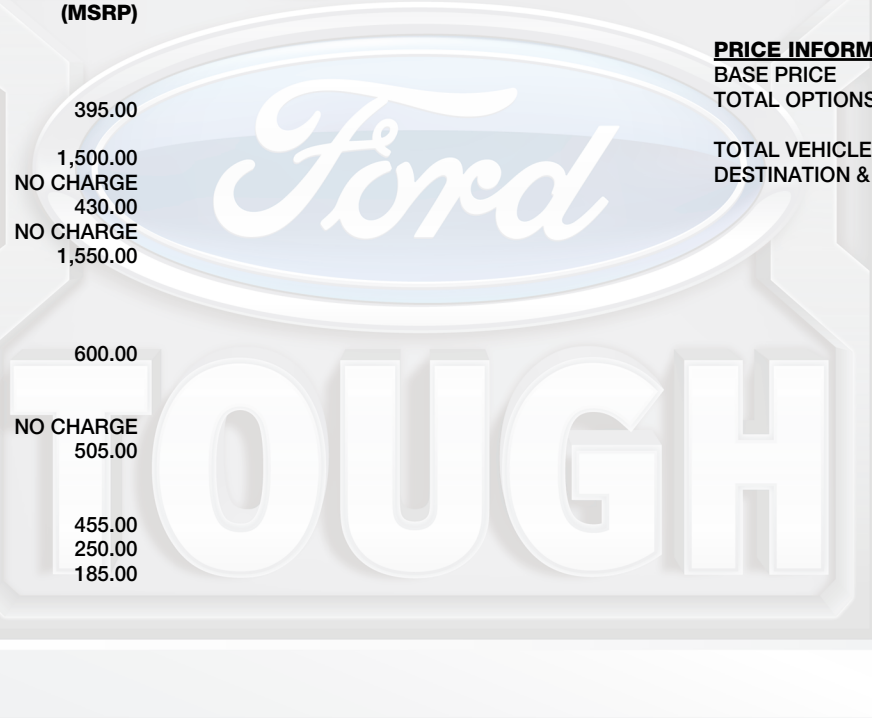 (MSRP)
395.00
1,500.00
NO CHARGE
430.00
NO CHARGE
1,550.00
600.00
NO CHARGE
505.00
455.00
250.00
185.00
PRICE INFORM
BASE PRICE
TOTAL OPTIONS
TOTAL VEHICLE
DESTINATION &
Ford
TOUGH